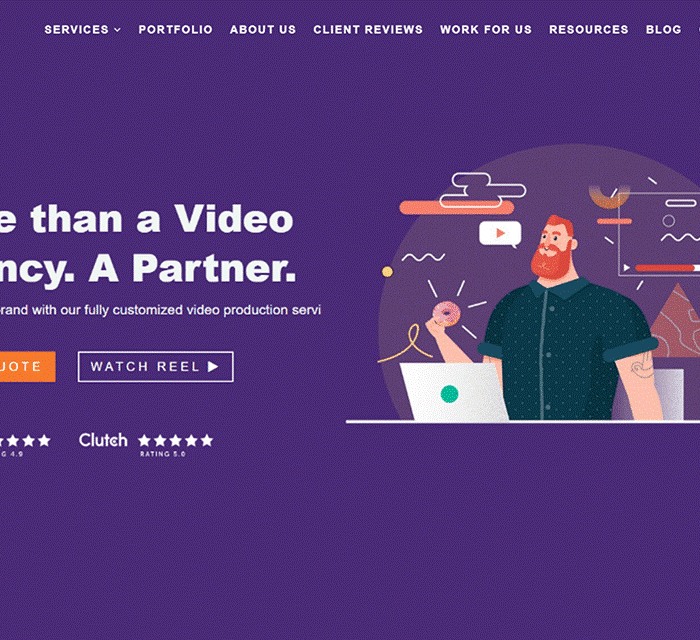 SERVICES PORTFOLIO ABOUT US CLIENT REVIEWS WORK FOR US RESOURCES BLOG
e than a Video
ncy. A Partner.
rand with our fully customized video production servi
UOTE WATCH REEL
Clutch
G 4.9 RATING 5.0